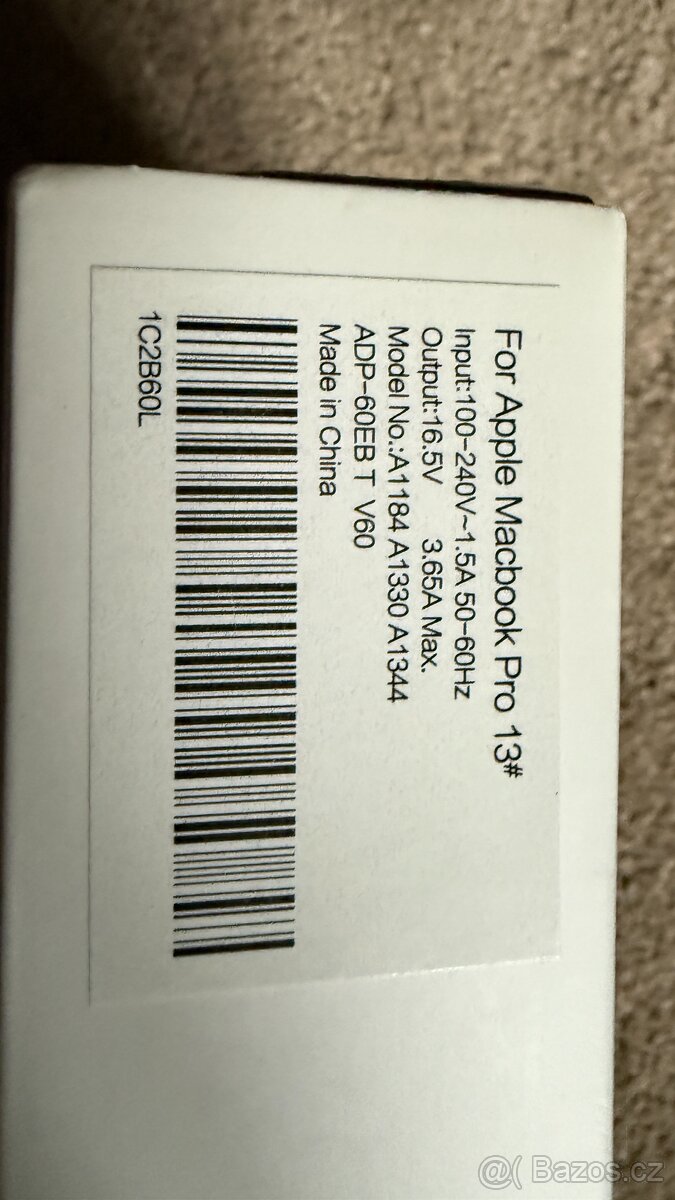 For Apple Macbook Pro 13#
Input:100-240V~1.5A 50-60Hz
Output:16.5V 3.65A Max.
Model No.:A1184 A1330 A1344
ADP-60EB T V60
Made in China
1C2B60L
@( Bazos.cz